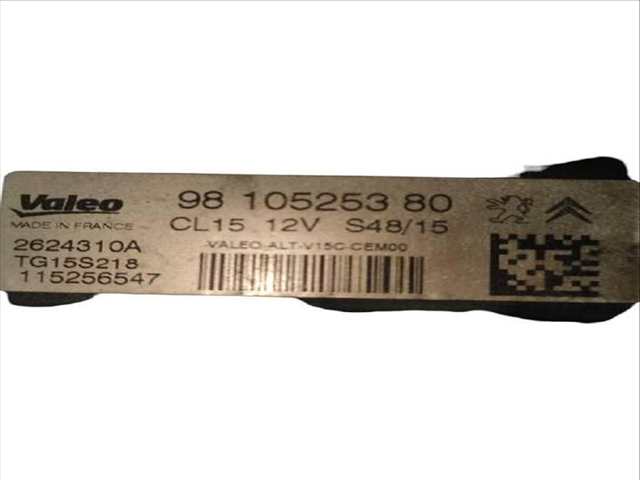 Valeo
MADE IN FRANCE
2624310A
TG15S218
115256547
98 105253 80
CL15 12V S48/15
VALEO-ALT-V15C-CEM00